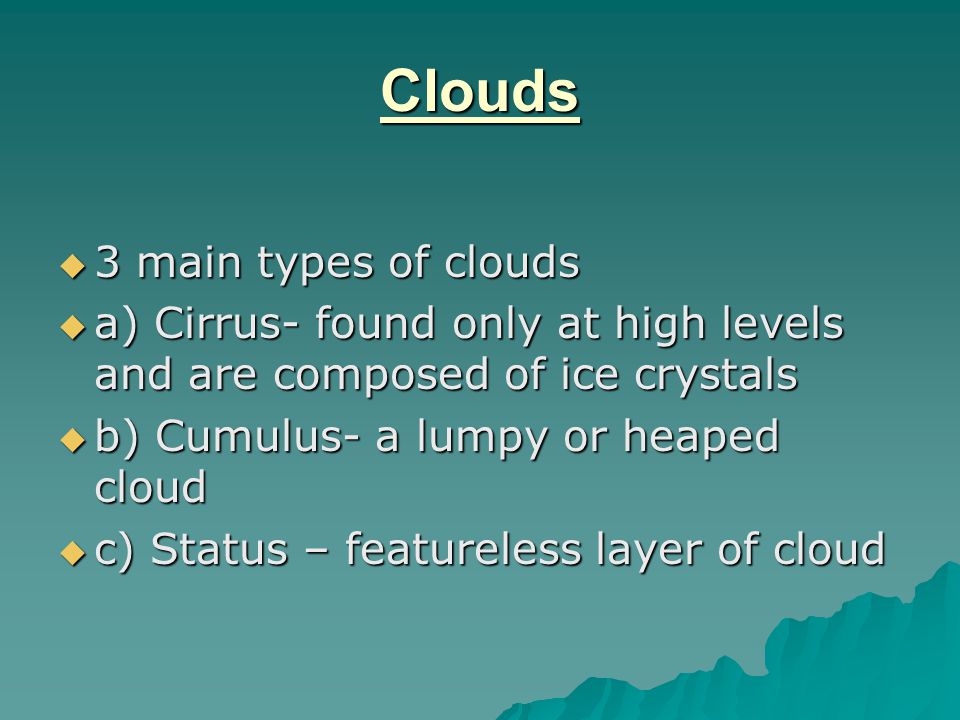 Clouds
3 main types of clouds
a) Cirrus- found only at high levels
and are composed of ice crystals
b) Cumulus- a lumpy or heaped
cloud
c) Status – featureless layer of cloud